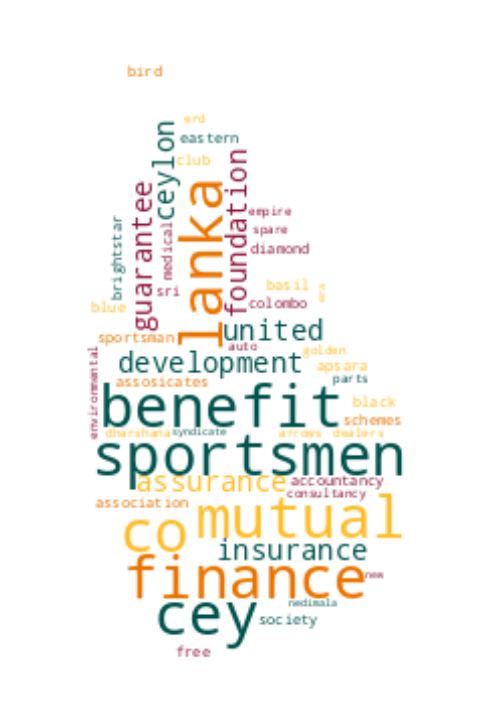 bird
erd
eastern
ceylon
club
lanka
foundation
guarantee
medical
empire
spare
diamond
brightstar
sri
basil
era
colombo
blue
united
sportsman
auto
golden
development
apsara
environmental
parts
assosicates
benefit
black
schemes
dharshana
syndicate
arrows
dealers
sportsmen
assurance
accountancy
consultancy
association
mutual
co
insurance
finance
new
cey
nedimala
society
free